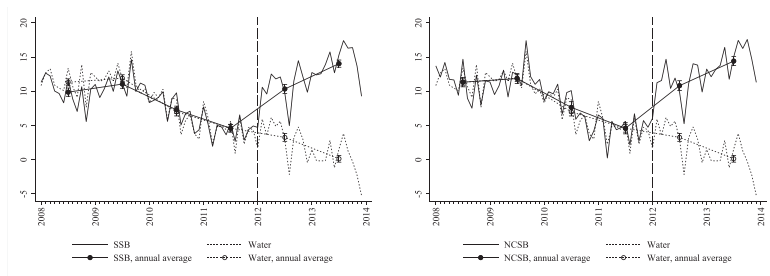 20
15
10
5
0
-5
2008 2009 2010 2011 2012 2013 2014
SSB Water
SSB, annual average Water, annual average
20
15
10
5
0
-5
2008 2009 2010 2011 2012 2013 2014
NCSB Water
NCSB, annual average Water, annual average